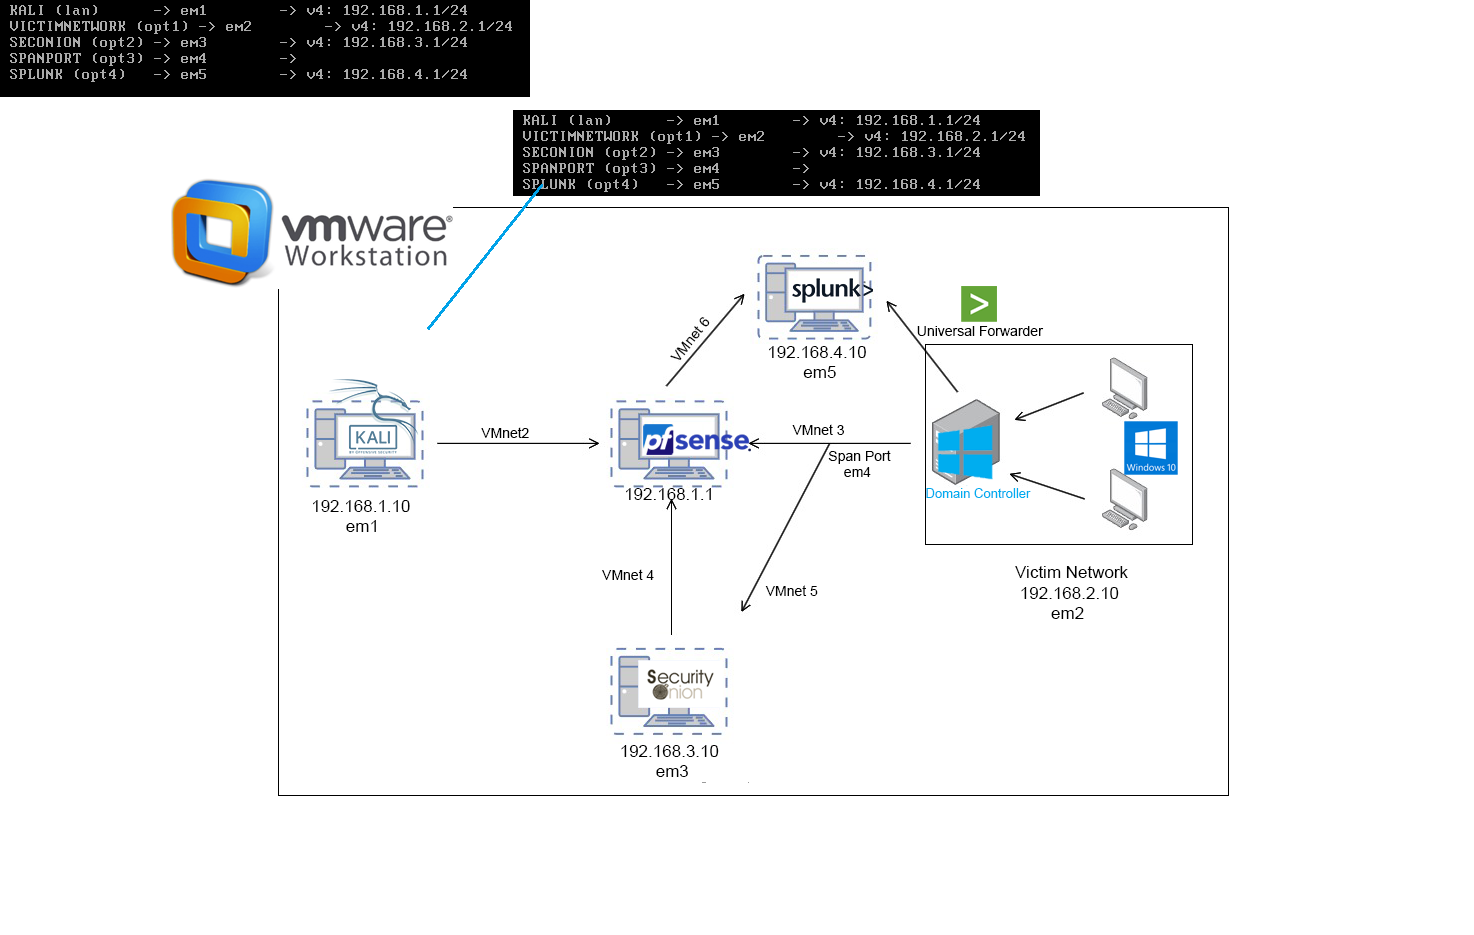 KALI (lan) -> em1 -> v4: 192.168.1.1/24
VICTIMNETWORK (opt1) -> em2 -> v4: 192.168.2.1/24
SECONION (opt2) -> em3 -> v4: 192.168.3.1/24
SPANPORT (opt3) -> em4 ->
SPLUNK (opt4) -> em5 -> v4: 192.168.4.1/24
KALI (lan) -> em1 -> v4: 192.168.1.1/24
VICTIMNETWORK (opt1) -> em2 -> v4: 192.168.2.1/24
SECONION (opt2) -> em3 -> v4: 192.168.3.1/24
SPANPORT (opt3) -> em4 ->
SPLUNK (opt4) -> em5 -> v4: 192.168.4.1/24
vmware®
Workstation
splunk>
192.168.4.10
em5
VMnet 6
>
Universal Forwarder
KALI
BY OFFENSIVE SECURITY
192.168.1.10
em1
VMnet2
pfsense.
192.168.1.1
VMnet 3
Span Port
em4
Domain Controller
Windows 10
Victim Network
192.168.2.10
em2
VMnet 4
VMnet 5
Security
Onion
192.168.3.10
em3